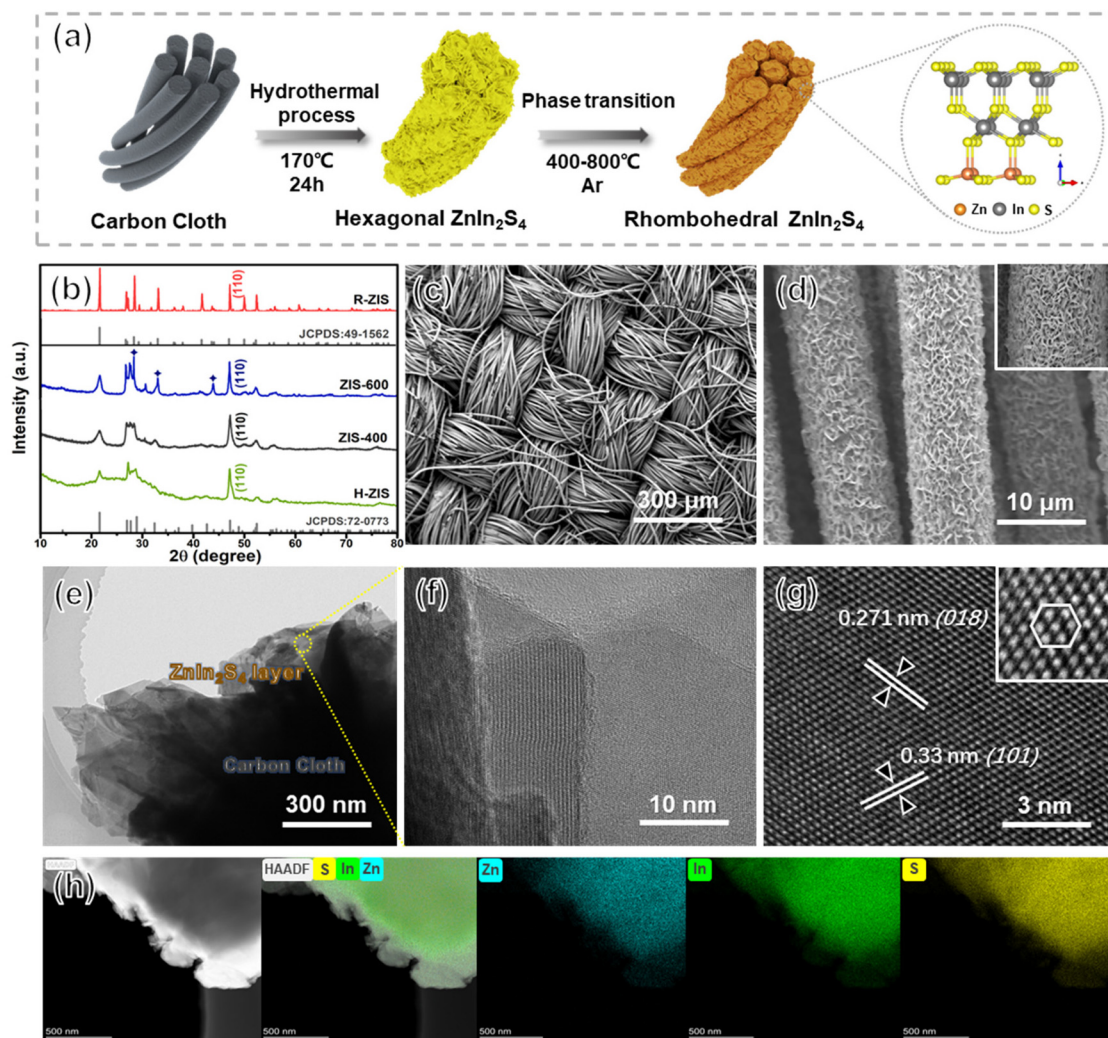 (a)
Hydrothermal
process
170℃
24h
Phase transition
400-800℃
Ar
Carbon Cloth
Hexagonal ZnIn₂S₄
Rhombohedral ZnIn₂S₄
Zn In S
(b)
Intensity (a.u.)
(110)
R-ZIS
JCPDS:49-1562
(110)
ZIS-600
(110)
ZIS-400
(110)
H-ZIS
JCPDS:72-0773
10 20 30 40 50 60 70 80
2θ (degree)
(c)
300 μm
(d)
10 μm
(e)
ZnIn₂S₄ layer
Carbon Cloth
300 nm
(f)
10 nm
(g)
0.271 nm (018)
0.33 nm (101)
3 nm
(h)
HAADF
500 nm
HAADF S In Zn
500 nm
Zn
500 nm
In
500 nm
S
500 nm